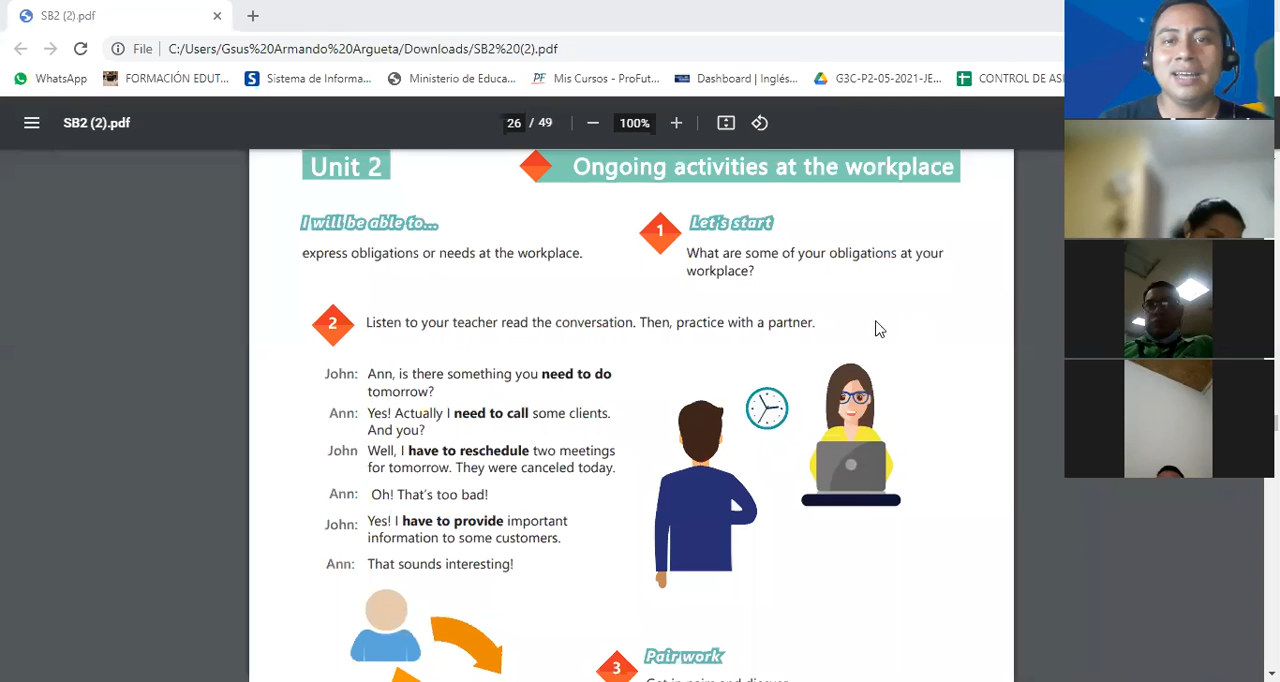 SB2 (2).pdf
File
C:/Users/Gsus%20Armando%20Argueta/Downloads/SB2%20(2).pdf
WhatsApp
FORMACIÓN EDUT...
Sistema de Informa...
Ministerio de Educa...
Mis Cursos - ProFut...
Dashboard | Inglés...
G3C-P2-05-2021-JE...
CONTROL DE ASI
SB2 (2).pdf
26 / 49
100%
Unit 2
Ongoing activities at the workplace
I will be able to...
express obligations or needs at the workplace.
1
Let's start
What are some of your obligations at your
workplace?
2
Listen to your teacher read the conversation. Then, practice with a partner.
John: Ann, is there something you need to do
tomorrow?
Ann: Yes! Actually I need to call some clients.
And you?
John Well, I have to reschedule two meetings
for tomorrow. They were canceled today.
Ann: Oh! That's too bad!
John: Yes! I have to provide important
information to some customers.
Ann: That sounds interesting!
3
Pair work